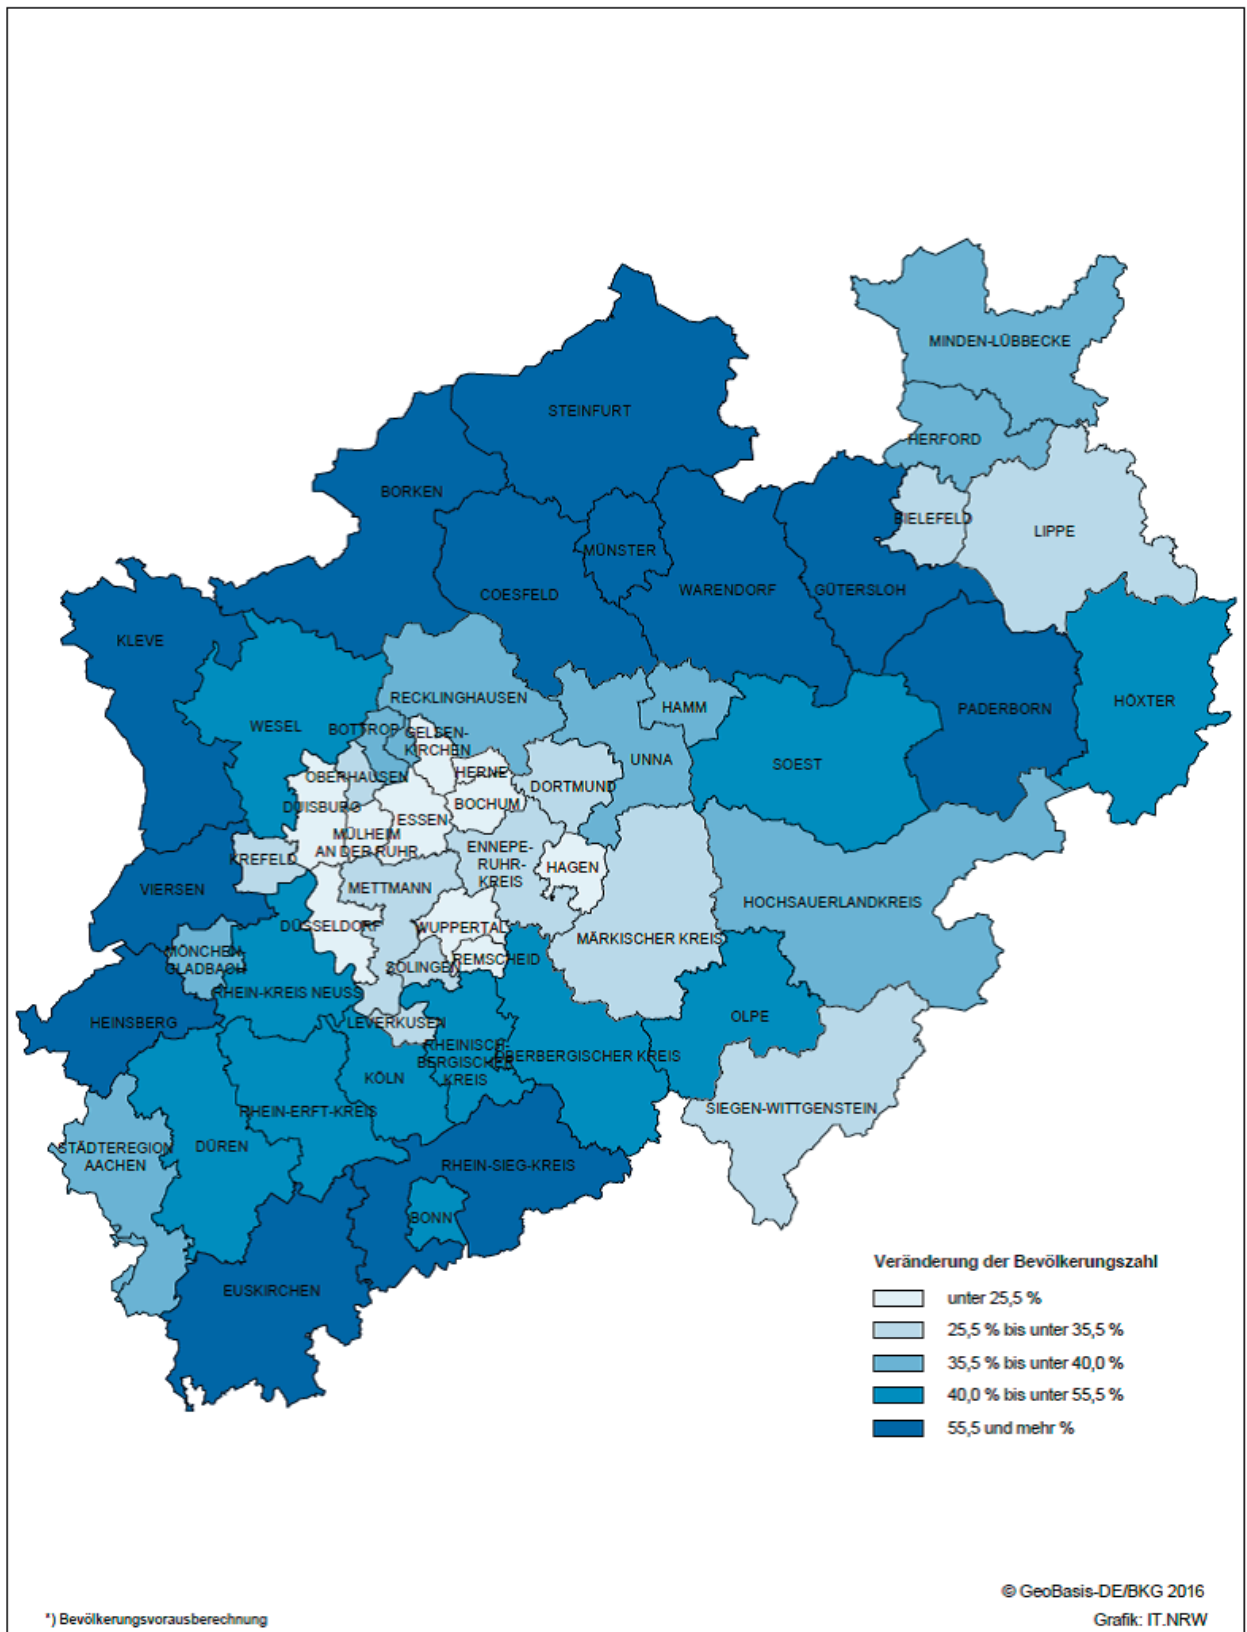 MINDEN-LÜBBECKE
STEINFURT
HERFORD
BORKEN
BIELEFELD
LIPPE
MÜNSTER
COESFELD
WARENDORF
GÜTERSLOH
KLEVE
RECKLINGHAUSEN
HAMM
PADERBORN
HÖXTER
WESEL
BOTTROP
GELSEN-
KIRCHEN
UNNA
SOEST
OBERHAUSEN
HERNE
DORTMUND
DUISBURG
BOCHUM
ESSEN
MÜLHEIM
AN DER RUHR
ENNEPE-
RUHR-
KREIS
KREFELD
HAGEN
VIERSEN
METTMANN
HOCHSAUERLANDKREIS
DÜSSELDORF
WUPPERTAL
MÄRKISCHER KREIS
MÖNCHEN-
GLADBACH
SOLINGEN
REMSCHEID
RHEIN-KREIS NEUSS
HEINSBERG
LEVERKUSEN
OLPE
RHEINISCH-
BERGISCHER
KREIS
OBERBERGISCHER KREIS
KÖLN
RHEIN-ERFT-KREIS
SIEGEN-WITTGENSTEIN
STÄDTEREGION
AACHEN
DÜREN
RHEIN-SIEG-KREIS
BONN
EUSKIRCHEN
Veränderung der Bevölkerungszahl
unter 25,5 %
25,5 % bis unter 35,5 %
35,5 % bis unter 40,0 %
40,0 % bis unter 55,5 %
55,5 und mehr %
© GeoBasis-DE/BKG 2016
*) Bevölkerungsvorausberechnung
Grafik: IT.NRW